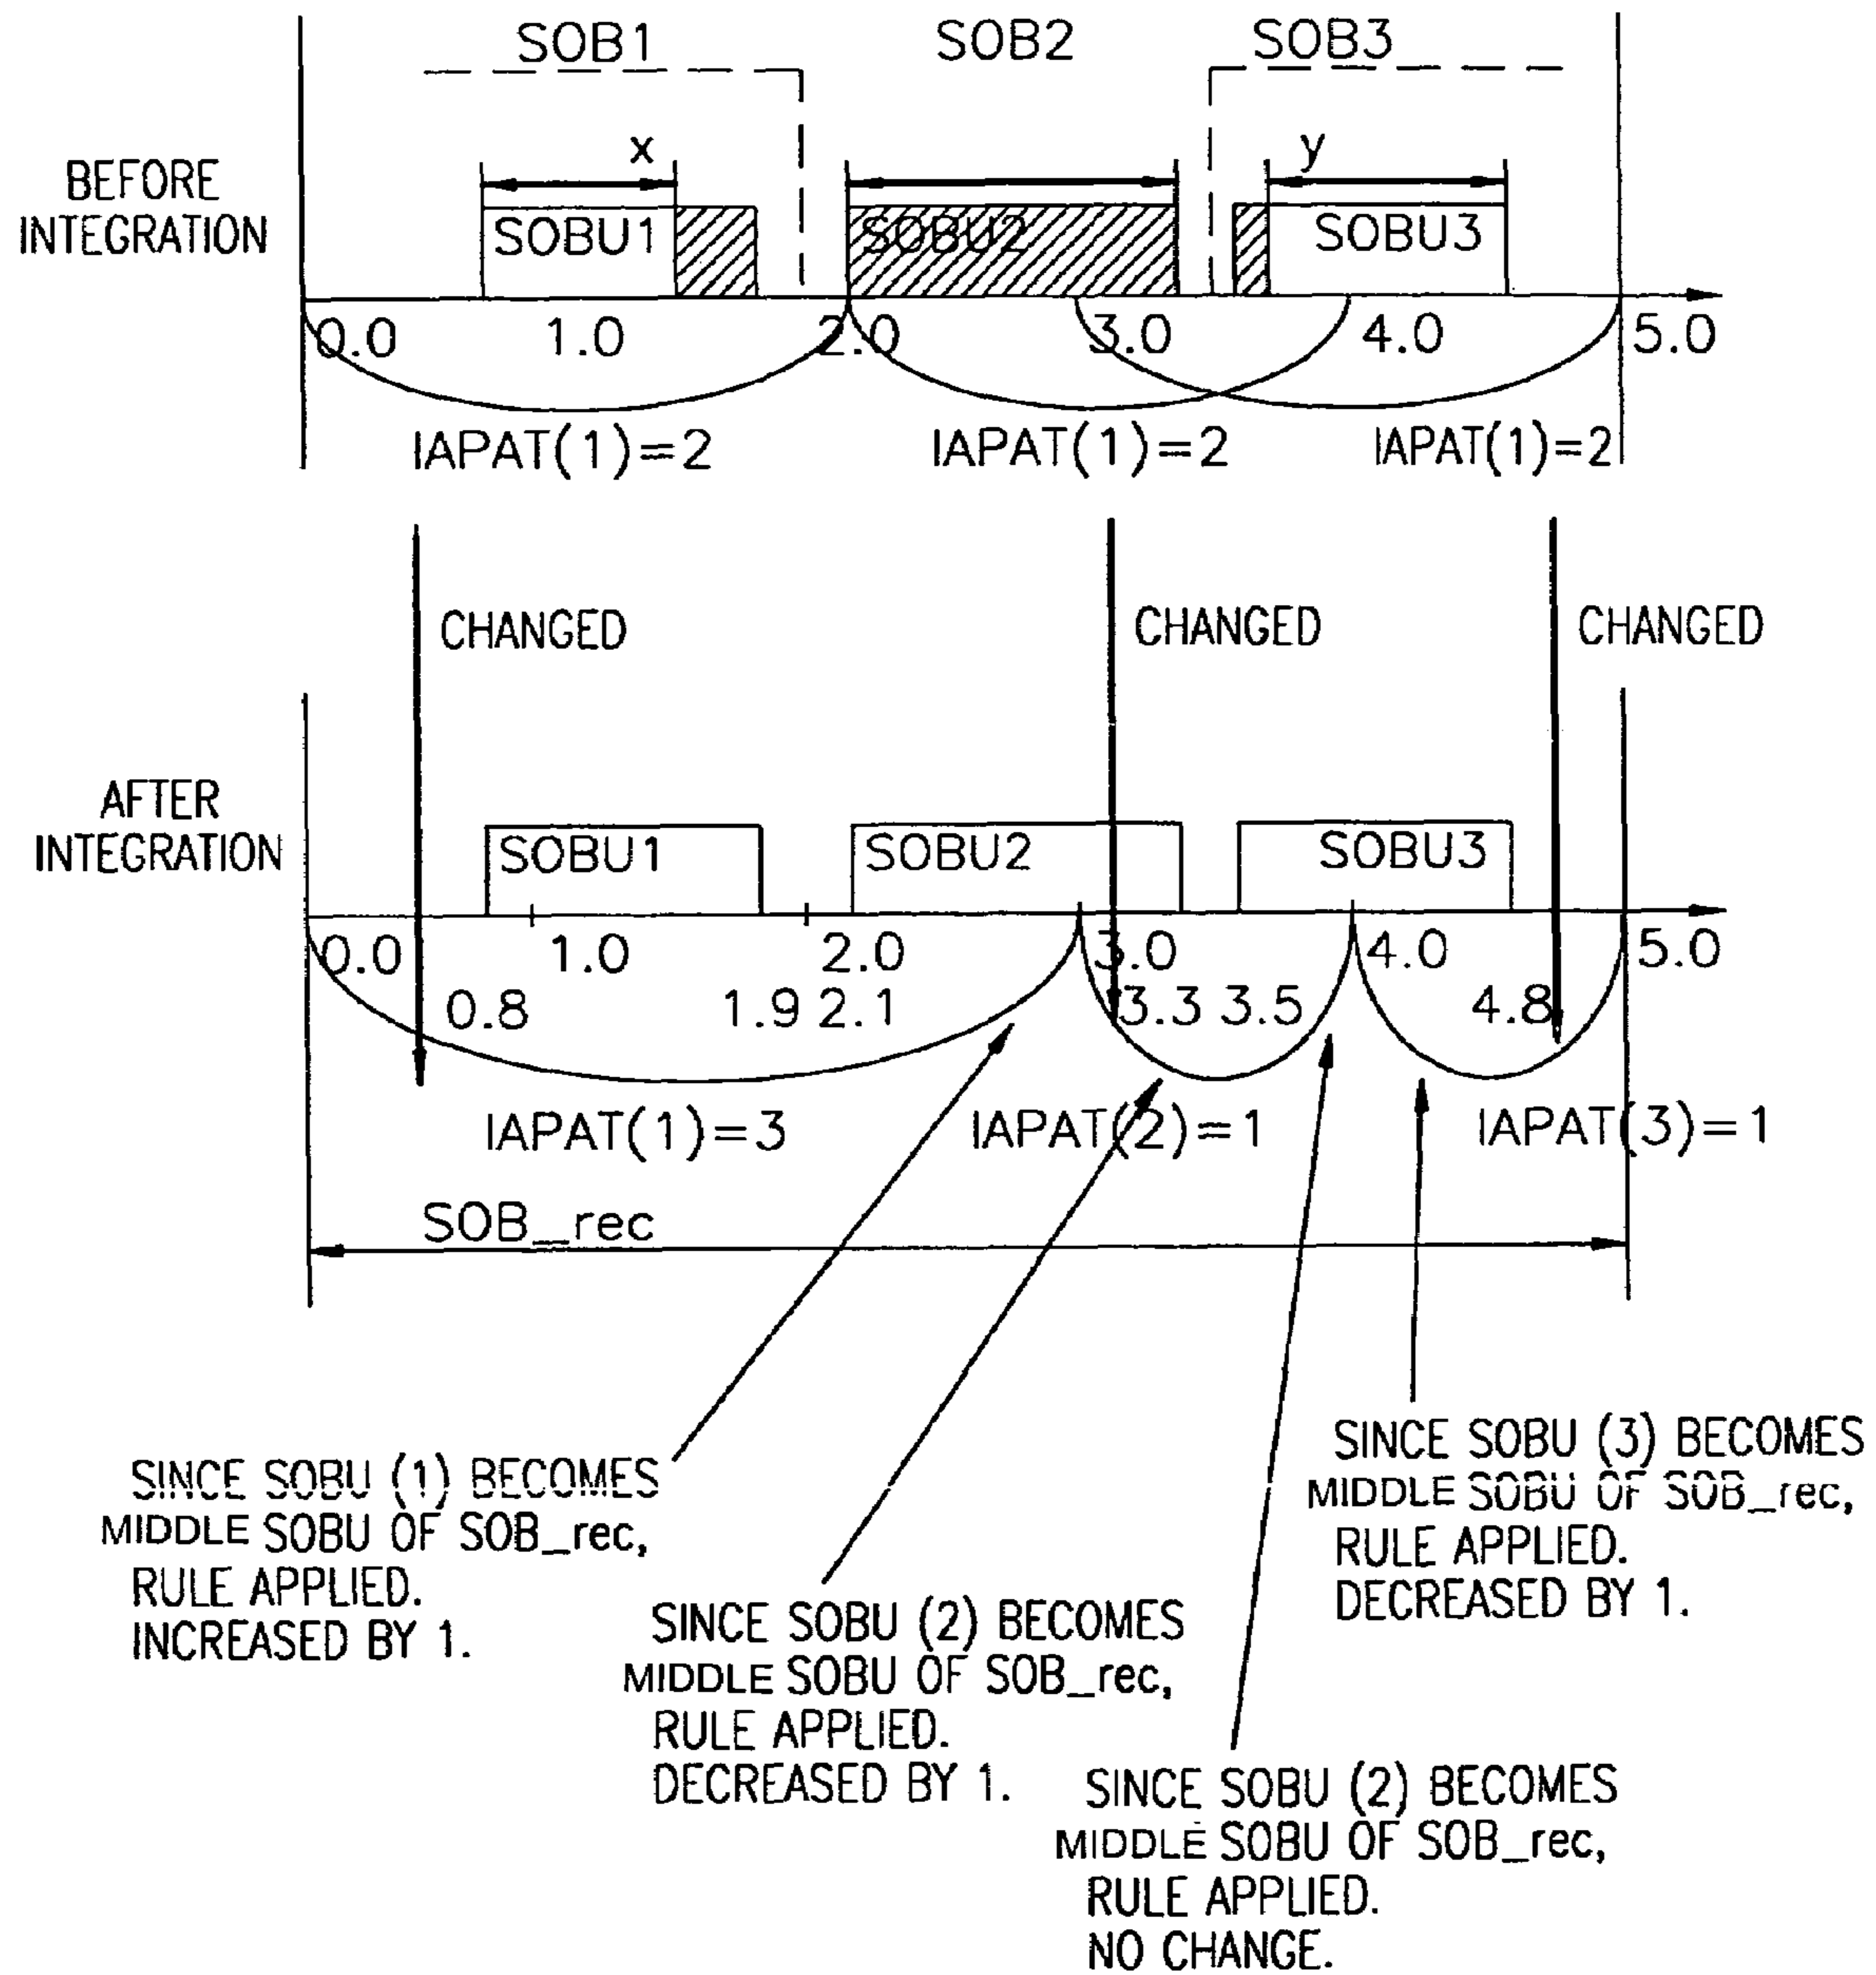 SOB1 SOB2 SOB3
x y
BEFORE
INTEGRATION
SOBU1 SOBU2 SOBU3
0.0 1.0 2.0 3.0 4.0 5.0
IAPAT(1)=2 IAPAT(1)=2 IAPAT(1)=2
CHANGED CHANGED CHANGED
AFTER
INTEGRATION
SOBU1 SOBU2 SOBU3
0.0 1.0 2.0 3.0 4.0 5.0
0.8 1.9 2.1 3.3 3.5 4.8
IAPAT(1)=3 IAPAT(2)=1 IAPAT(3)=1
SOB_rec
SINCE SOBU (1) BECOMES
MIDDLE SOBU OF SOB_rec,
RULE APPLIED.
INCREASED BY 1.
SINCE SOBU (2) BECOMES
MIDDLE SOBU OF SOB_rec,
RULE APPLIED.
DECREASED BY 1.
SINCE SOBU (2) BECOMES
MIDDLE SOBU OF SOB_rec,
RULE APPLIED.
NO CHANGE.
SINCE SOBU (3) BECOMES
MIDDLE SOBU OF SOB_rec,
RULE APPLIED.
DECREASED BY 1.